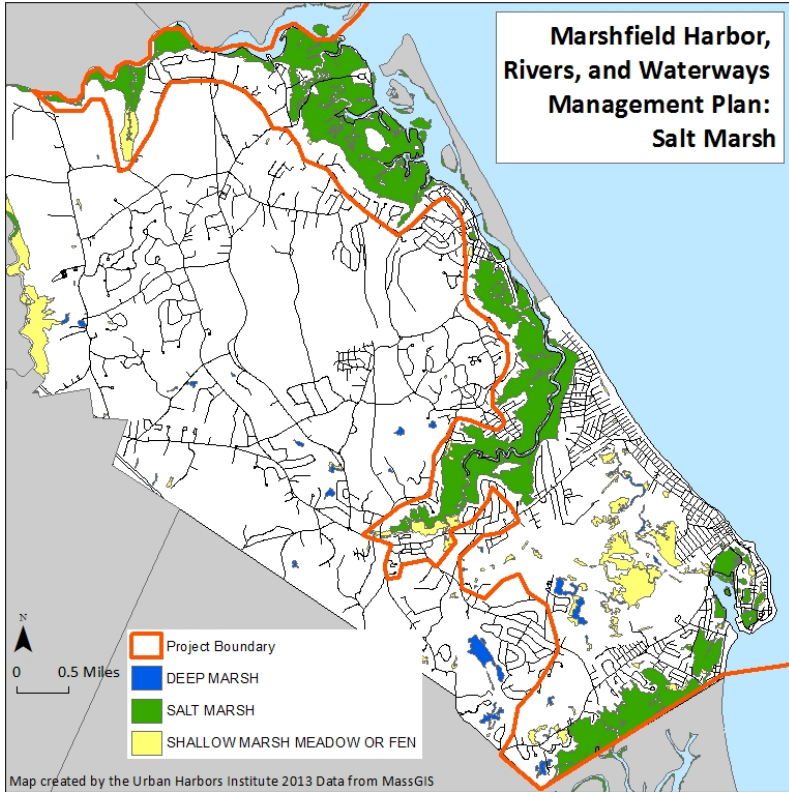 Marshfield Harbor,
Rivers, and Waterways
Management Plan:
Salt Marsh
N
0 0.5 Miles
Project Boundary
DEEP MARSH
SALT MARSH
SHALLOW MARSH MEADOW OR FEN
Map created by the Urban Harbors Institute 2013 Data from MassGIS